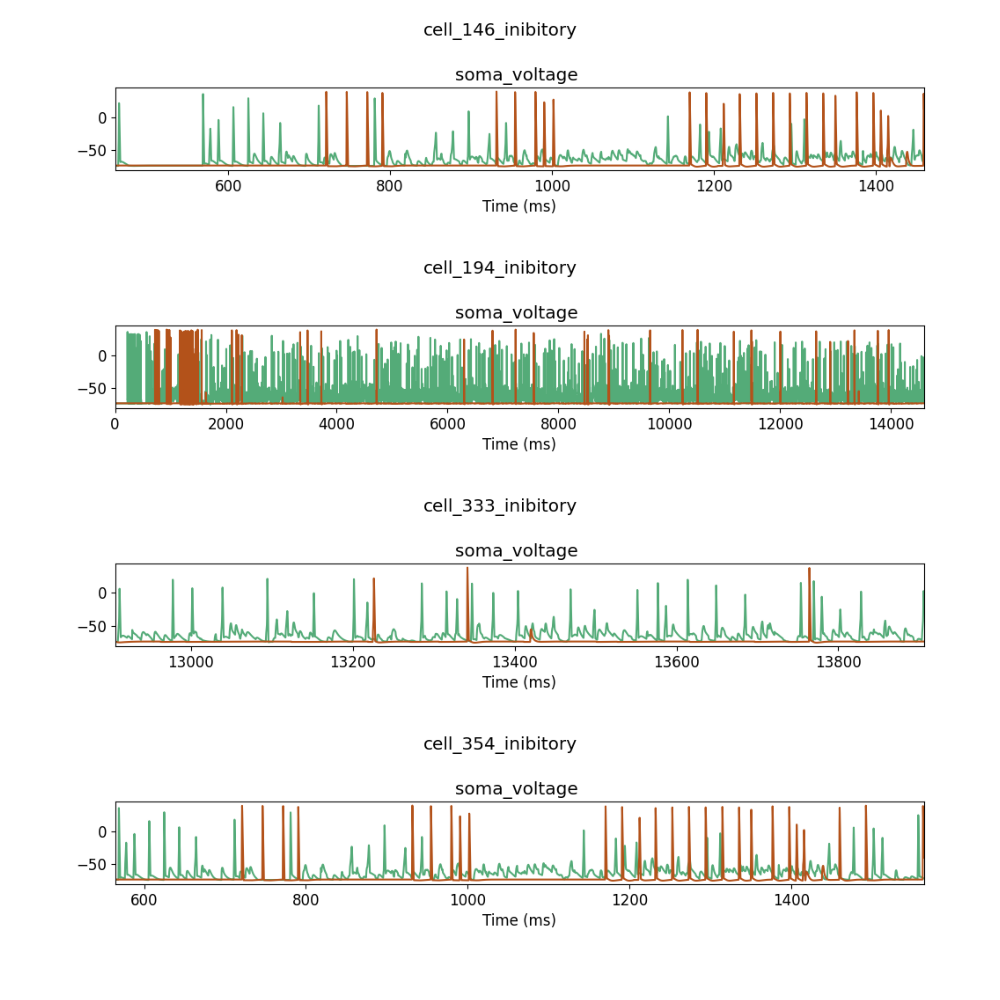 cell_146_inibitory
soma_voltage
0
−50
600 800 1000 1200 1400
Time (ms)
cell_194_inibitory
soma_voltage
0
−50
0 2000 4000 6000 8000 10000 12000 14000
Time (ms)
cell_333_inibitory
soma_voltage
0
−50
13000 13200 13400 13600 13800
Time (ms)
cell_354_inibitory
soma_voltage
0
−50
600 800 1000 1200 1400
Time (ms)